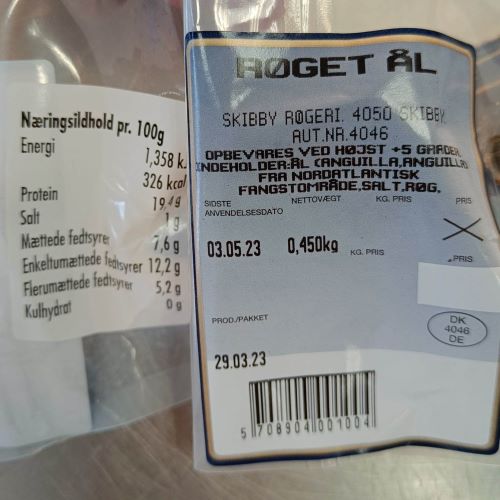 Næringsildhold pr. 100g
Energi
1,358 k
326 kcal
Protein 19,4g
Salt 1 g
Mættede fedtsyrer 7,6 g
Enkeltumættede fedtsyrer 12,2 g
Flerumættede fedtsyrer 5,2 g
Kulhydrat 0 g
RØGET ÅL
SKIBBY RØGERI. 4050 SKIBBY
AUT.NR.4046
OPBEVARES VED HØJST +5 GRADER
INDEHOLDER:ÅL (ANGUILLA,ANGUILLA)
FRA NORDATLANTISK
FANGSTOMRÅDE,SALT,RØG.
SIDSTE
ANVENDELSESDATO
NETTOVÆGT
KG. PRIS
PRIS
03.05.23 0,450kg
KG. PRIS
PRIS
PROD./PAKKET
DK
4046
DE
29.03.23
5 708904 001004